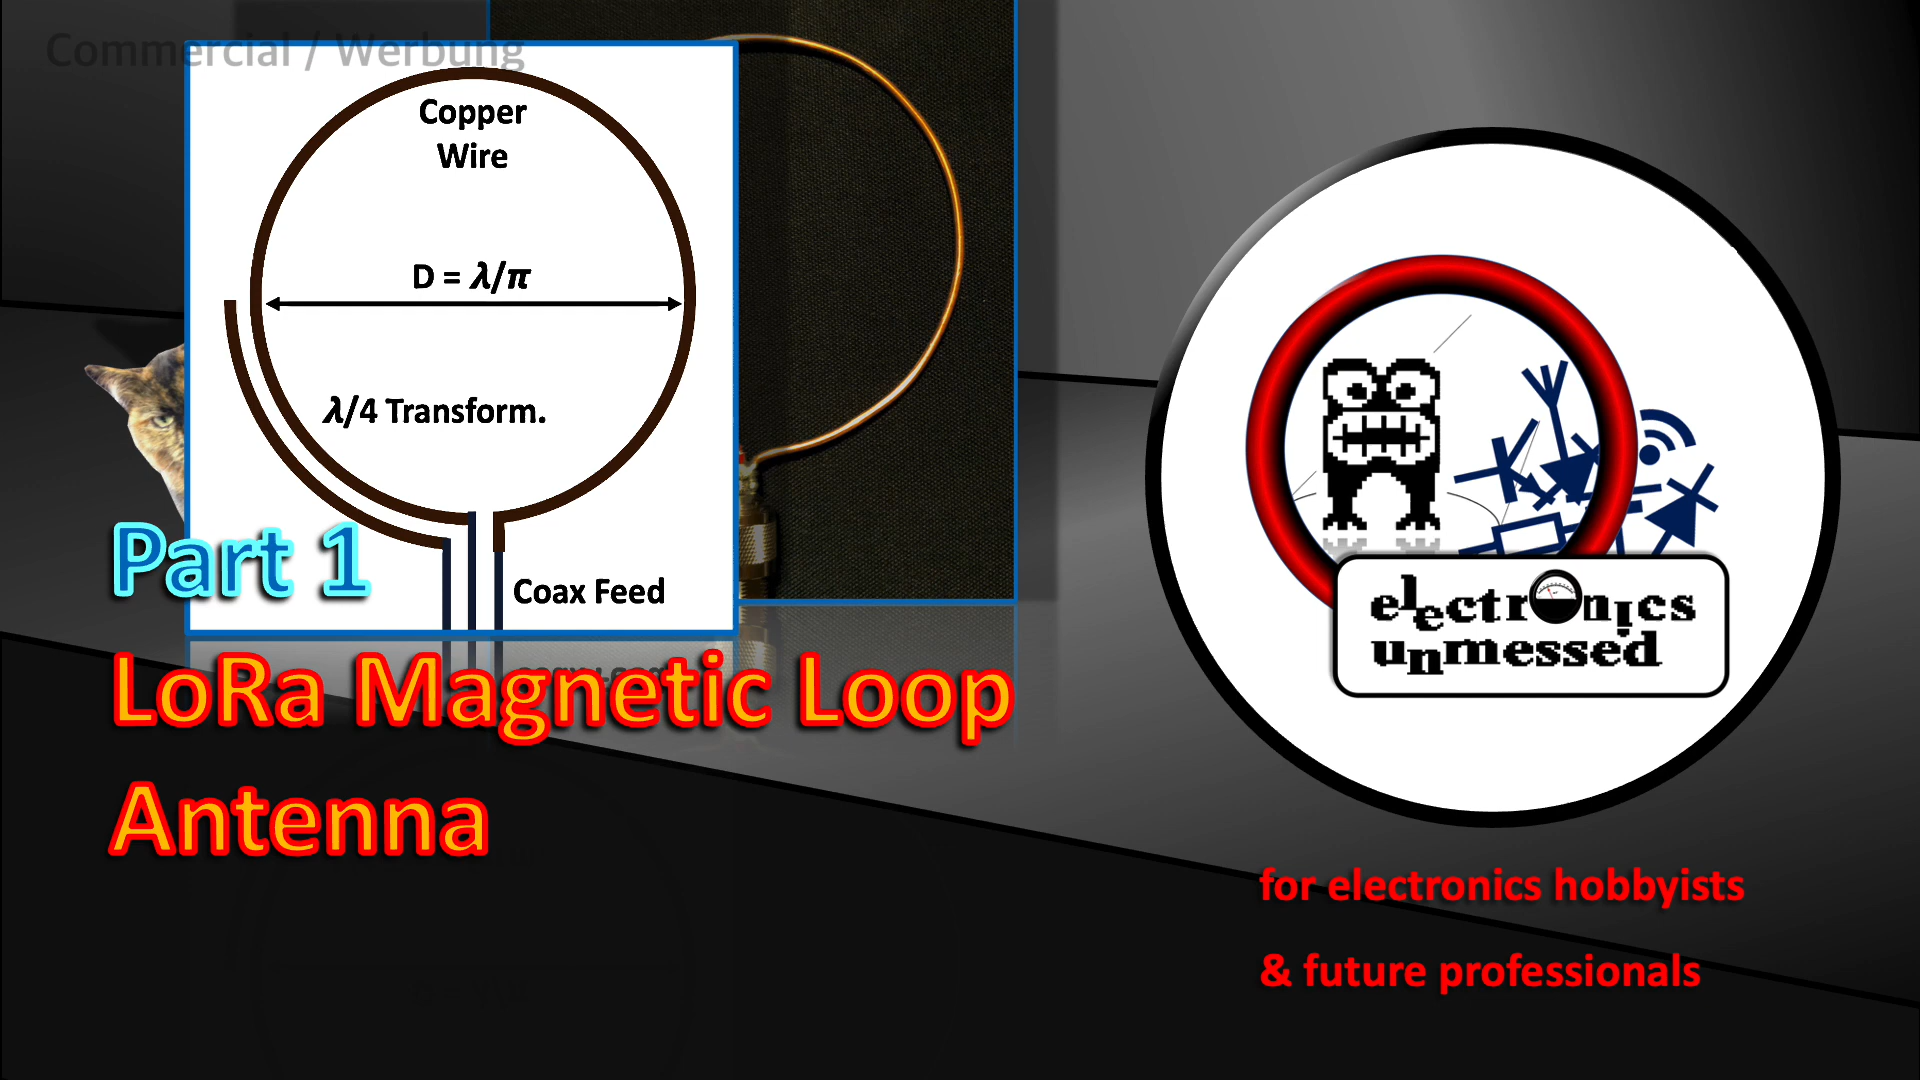 Commercial / Werbung
Copper
Wire
D = λ/π
λ/4 Transform.
Coax Feed
Part 1
LoRa Magnetic Loop
Antenna
electronics
unmessed
for electronics hobbyists
& future professionals